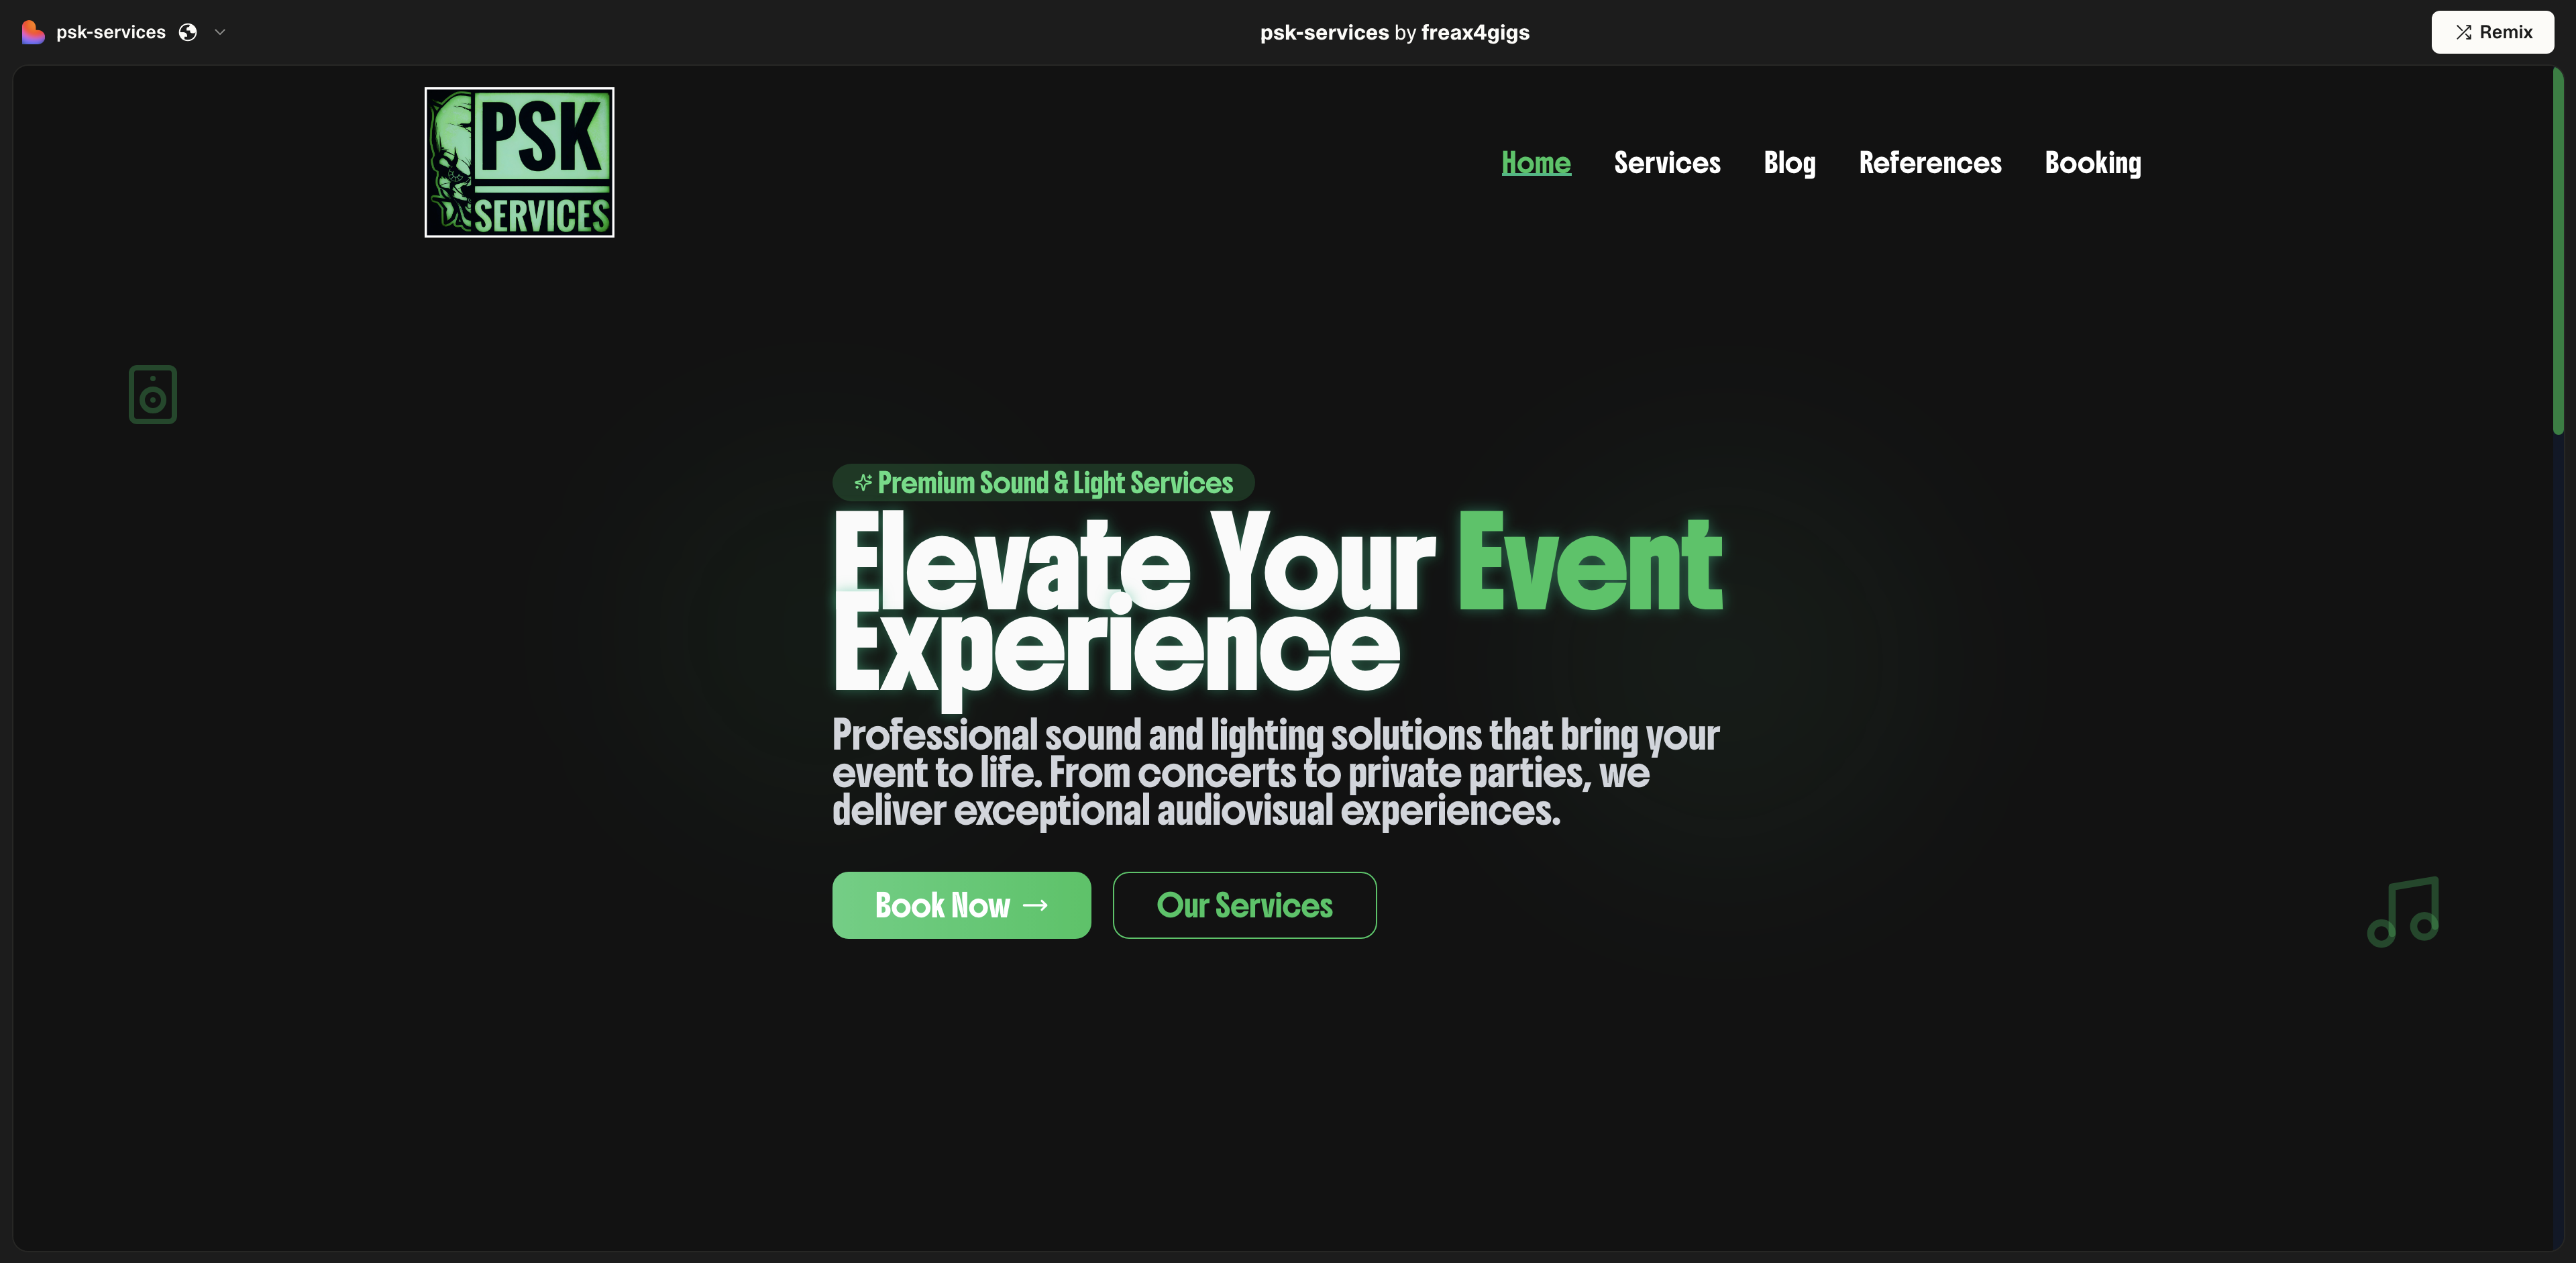 psk-services
psk-services by freax4gigs
Remix
PSK
SERVICES
Home
Services
Blog
References
Booking
Premium Sound & Light Services
Elevate Your Event
Experience
Professional sound and lighting solutions that bring your
event to life. From concerts to private parties, we
deliver exceptional audiovisual experiences.
Book Now →
Our Services